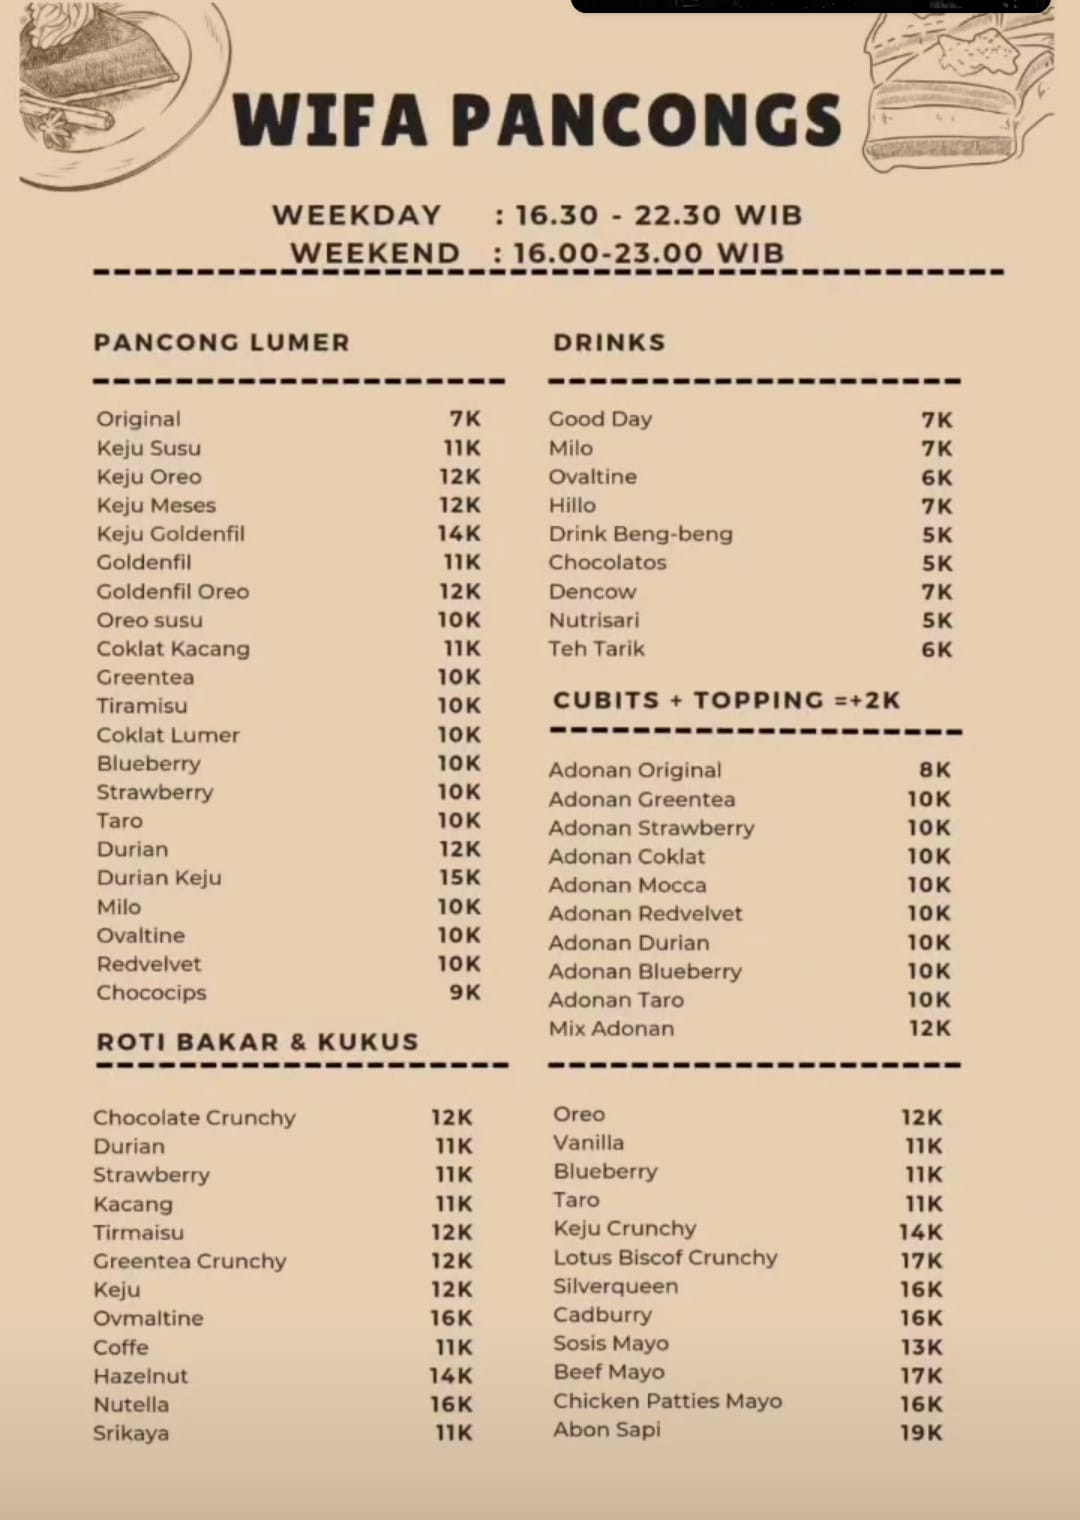 WIFA PANCONGS
WEEKDAY : 16.30 - 22.30 WIB
WEEKEND : 16.00-23.00 WIB
PANCONG LUMER
Original 7K
Keju Susu 11K
Keju Oreo 12K
Keju Meses 12K
Keju Goldenfil 14K
Goldenfil 11K
Goldenfil Oreo 12K
Oreo susu 10K
Coklat Kacang 11K
Greentea 10K
Tiramisu 10K
Coklat Lumer 10K
Blueberry 10K
Strawberry 10K
Taro 10K
Durian 12K
Durian Keju 15K
Milo 10K
Ovaltine 10K
Redvelvet 10K
Chococips 9K
DRINKS
Good Day 7K
Milo 7K
Ovaltine 6K
Hillo 7K
Drink Beng-beng 5K
Chocolatos 5K
Dencow 7K
Nutrisari 5K
Teh Tarik 6K
CUBITS + TOPPING =+2K
Adonan Original 8K
Adonan Greentea 10K
Adonan Strawberry 10K
Adonan Coklat 10K
Adonan Mocca 10K
Adonan Redvelvet 10K
Adonan Durian 10K
Adonan Blueberry 10K
Adonan Taro 10K
Mix Adonan 12K
ROTI BAKAR & KUKUS
Chocolate Crunchy 12K
Durian 11K
Strawberry 11K
Kacang 11K
Tirmaisu 12K
Greentea Crunchy 12K
Keju 12K
Ovmaltine 16K
Coffe 11K
Hazelnut 14K
Nutella 16K
Srikaya 11K
Oreo 12K
Vanilla 11K
Blueberry 11K
Taro 11K
Keju Crunchy 14K
Lotus Biscof Crunchy 17K
Silverqueen 16K
Cadburry 16K
Sosis Mayo 13K
Beef Mayo 17K
Chicken Patties Mayo 16K
Abon Sapi 19K